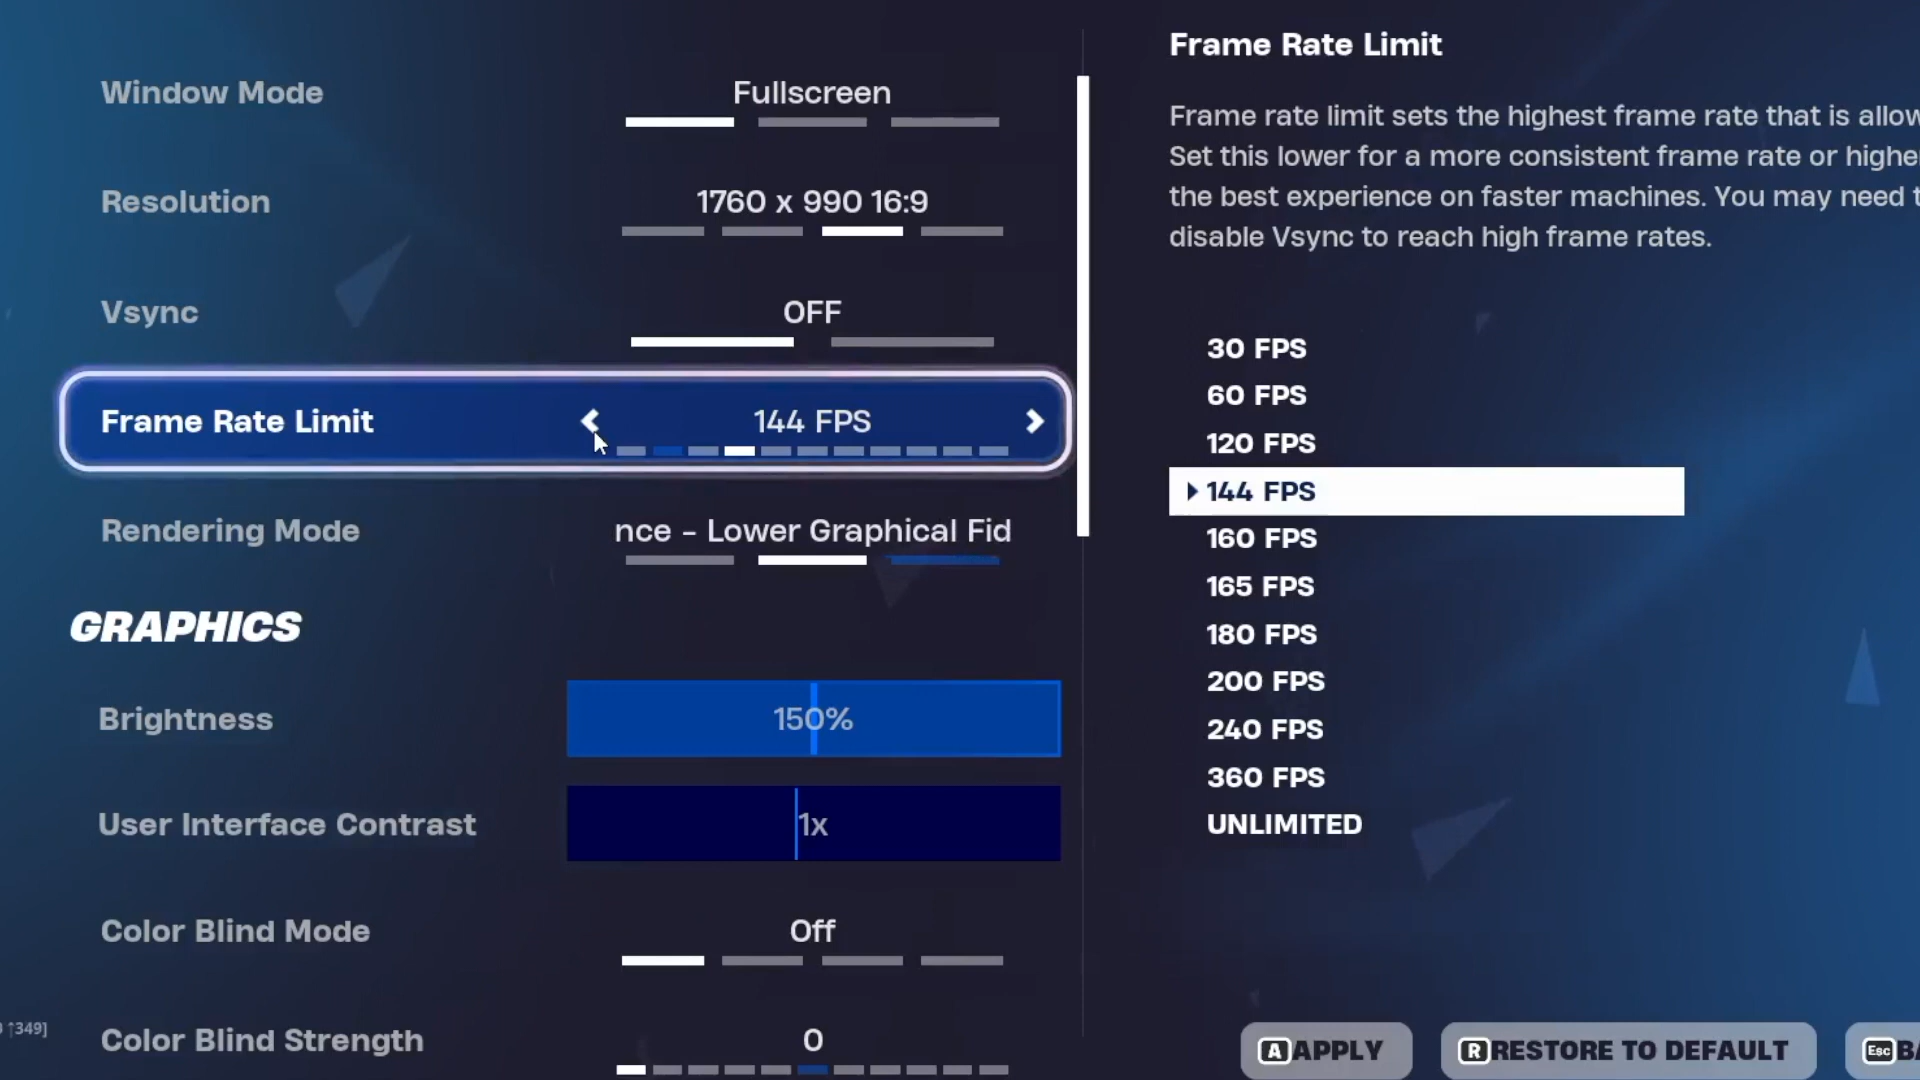 Window Mode
Fullscreen
Resolution
1760 x 990 16:9
Vsync
OFF
Frame Rate Limit
144 FPS
Rendering Mode
nce - Lower Graphical Fid
GRAPHICS
Brightness
150%
User Interface Contrast
1x
Color Blind Mode
Off
Color Blind Strength
0
↑349]
Frame Rate Limit
Frame rate limit sets the highest frame rate that is allow
Set this lower for a more consistent frame rate or highe
the best experience on faster machines. You may need t
disable Vsync to reach high frame rates.
30 FPS
60 FPS
120 FPS
144 FPS
160 FPS
165 FPS
180 FPS
200 FPS
240 FPS
360 FPS
UNLIMITED
A APPLY
R RESTORE TO DEFAULT
Esc BA